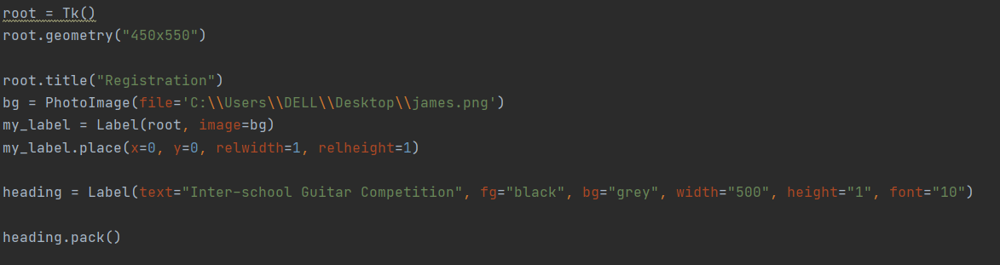 root = Tk()
root.geometry("450x550")
root.title("Registration")
bg = PhotoImage(file='C:\\Users\\DELL\\Desktop\\james.png')
my_label = Label(root, image=bg)
my_label.place(x=0, y=0, relwidth=1, relheight=1)
heading = Label(text="Inter-school Guitar Competition", fg="black", bg="grey", width="500", height="1", font="10")
heading.pack()